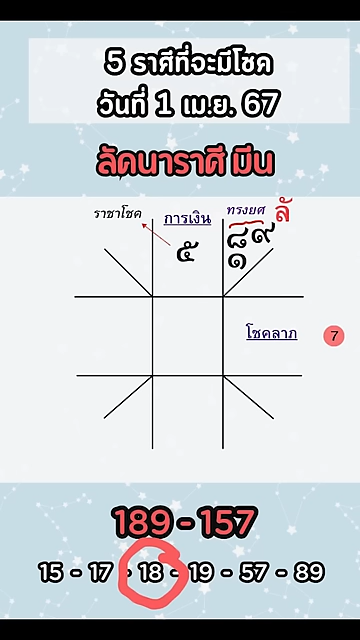 5 ราศีที่จะมีโชค
วันที่ 1 เม.ย. 67
ลัคนาราศี มีน
ราชาโชค การเงิน ทรงยศ ลั
๕ ๘ ๙
๑
โชคลาภ 7
189 - 157
15 - 17 - 18 - 19 - 57 - 89